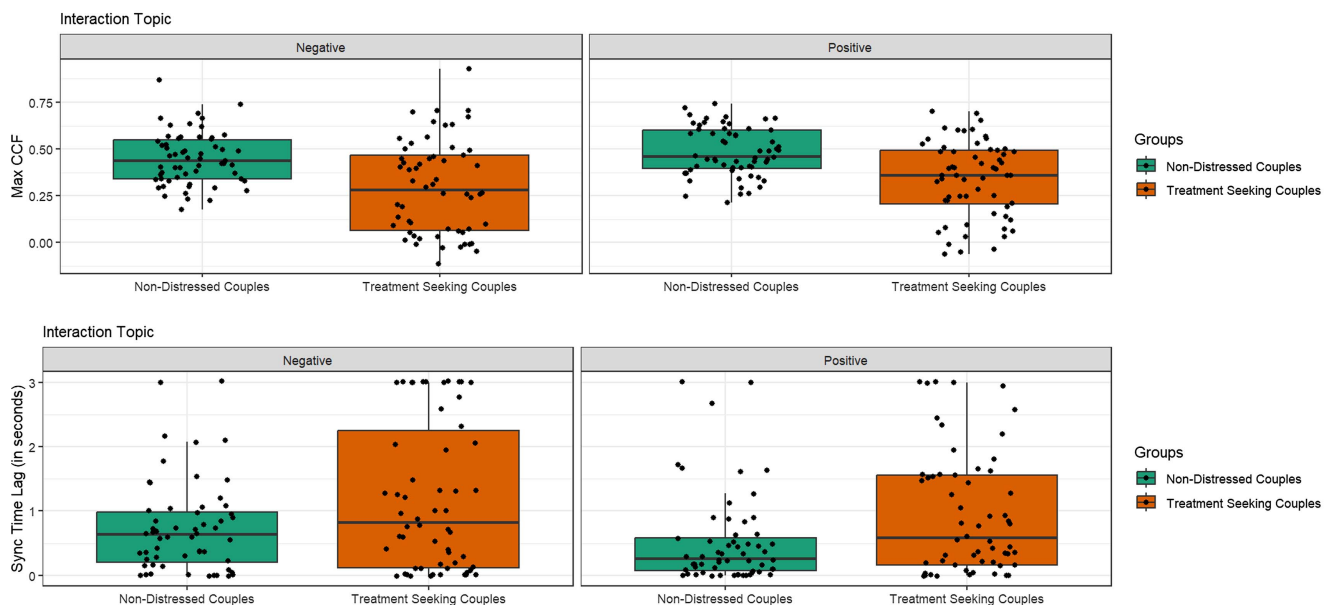 Interaction Topic
Negative
Positive
Max CCF
0.75
0.50
0.25
0.00
Non-Distressed Couples
Treatment Seeking Couples
Non-Distressed Couples
Treatment Seeking Couples
Groups
Non-Distressed Couples
Treatment Seeking Couples
Interaction Topic
Negative
Positive
Sync Time Lag (in seconds)
3
2
1
0
Non-Distressed Couples
Treatment Seeking Couples
Non-Distressed Couples
Treatment Seeking Couples
Groups
Non-Distressed Couples
Treatment Seeking Couples